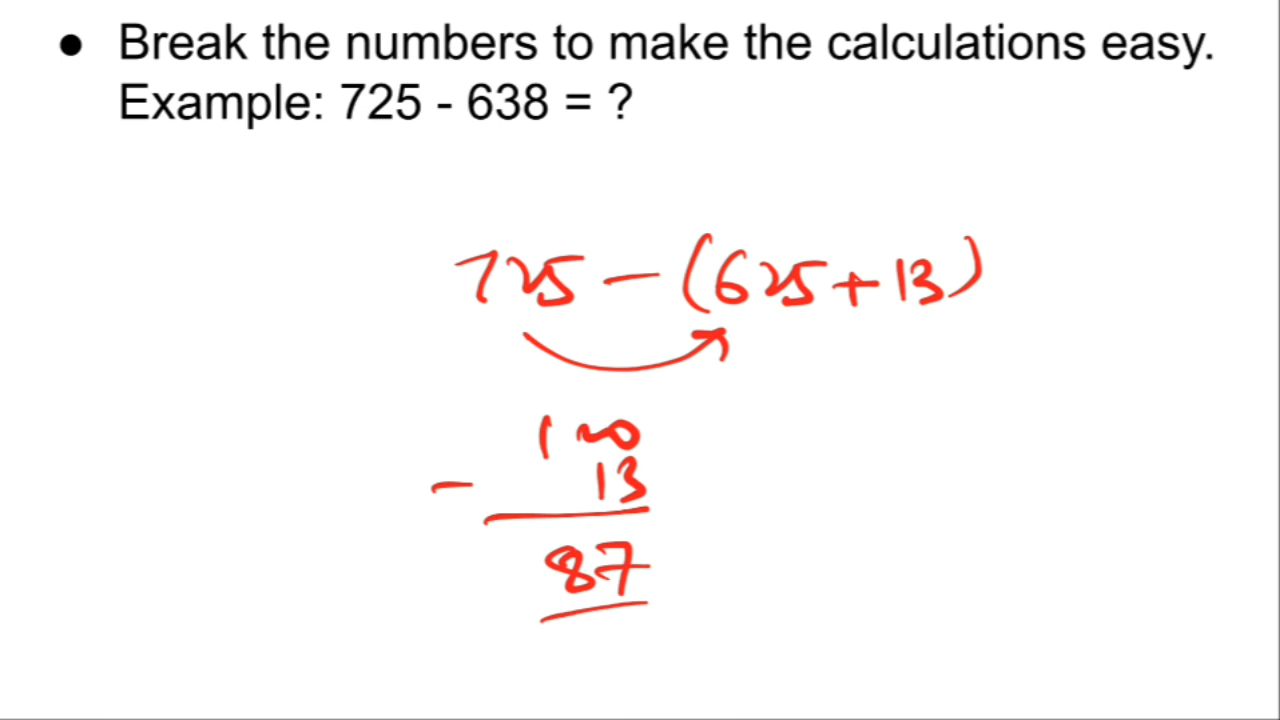 ● Break the numbers to make the calculations easy.
Example: 725 - 638 = ?
725 - (625 + 13)
100
- 13
87